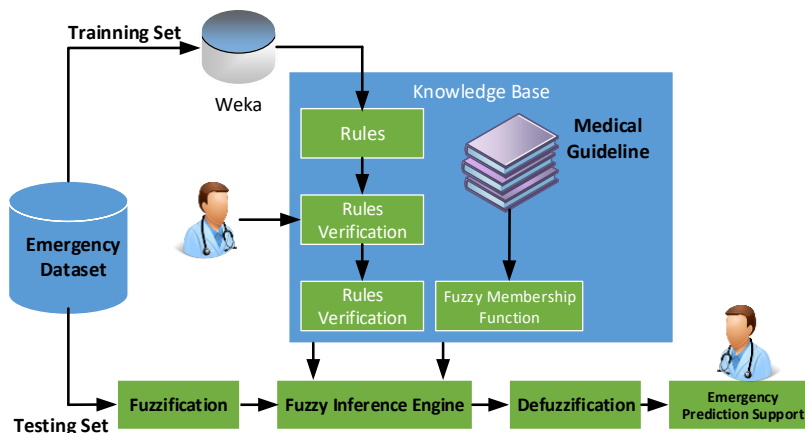 Trainning Set
Weka
Knowledge Base
Rules
Medical
Guideline
Rules
Verification
Emergency
Dataset
Rules
Verification
Fuzzy Membership
Function
Testing Set
Fuzzification
Fuzzy Inference Engine
Defuzzification
Emergency
Prediction Support